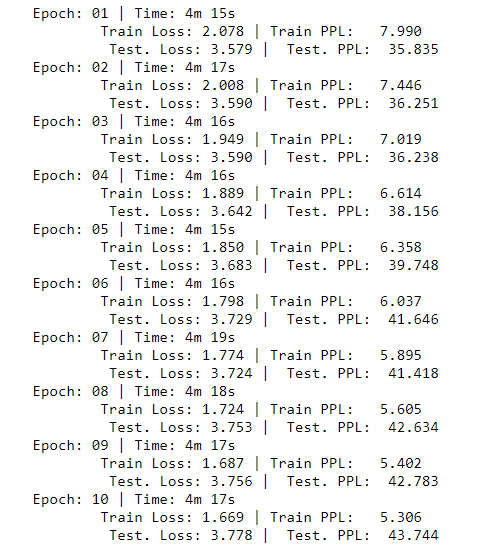 Epoch: 01 | Time: 4m 15s
Train Loss: 2.078 | Train PPL: 7.990
Test. Loss: 3.579 | Test. PPL: 35.835
Epoch: 02 | Time: 4m 17s
Train Loss: 2.008 | Train PPL: 7.446
Test. Loss: 3.590 | Test. PPL: 36.251
Epoch: 03 | Time: 4m 16s
Train Loss: 1.949 | Train PPL: 7.019
Test. Loss: 3.590 | Test. PPL: 36.238
Epoch: 04 | Time: 4m 16s
Train Loss: 1.889 | Train PPL: 6.614
Test. Loss: 3.642 | Test. PPL: 38.156
Epoch: 05 | Time: 4m 15s
Train Loss: 1.850 | Train PPL: 6.358
Test. Loss: 3.683 | Test. PPL: 39.748
Epoch: 06 | Time: 4m 16s
Train Loss: 1.798 | Train PPL: 6.037
Test. Loss: 3.729 | Test. PPL: 41.646
Epoch: 07 | Time: 4m 19s
Train Loss: 1.774 | Train PPL: 5.895
Test. Loss: 3.724 | Test. PPL: 41.418
Epoch: 08 | Time: 4m 18s
Train Loss: 1.724 | Train PPL: 5.605
Test. Loss: 3.753 | Test. PPL: 42.634
Epoch: 09 | Time: 4m 17s
Train Loss: 1.687 | Train PPL: 5.402
Test. Loss: 3.756 | Test. PPL: 42.783
Epoch: 10 | Time: 4m 17s
Train Loss: 1.669 | Train PPL: 5.306
Test. Loss: 3.778 | Test. PPL: 43.744